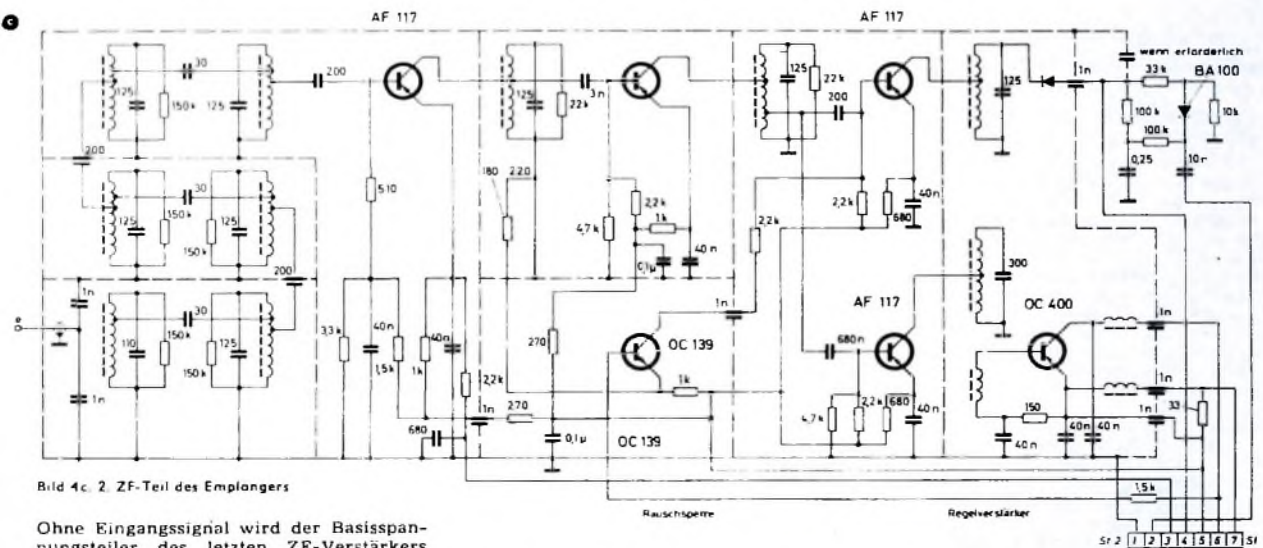 c
AF 117
AF 117
wenn erforderlich
BA 100
30
125
150k
125
200
125
22k
3n
125
22k
200
125
1n
33k
10k
100k
100k
0,25
10n
200
30
125
150k
150k
125
200
510
180
220
4,7k
2,2k
1k
0,1µ
40n
2,2k
2,2k
680
40n
1n
30
110
150k
150k
125
1n
e
3,3k
40n
1,5k
1k
40n
2,2k
680
1n
270
270
0,1µ
OC 139
OC 139
1k
1n
680n
AF 117
4,7k
2,2k
680
40n
300
OC 400
150
40n
40n
40n
1n
1n
1n
33
1,5k
Bild 4c. 2. ZF-Teil des Empfängers
Rauschsperre
Regelverstärker
St 2 1 2 3 4 5 6 7 St
Ohne Eingangssignal wird der Basisspan-
nungsteiler des letzten ZF-Verstärkers